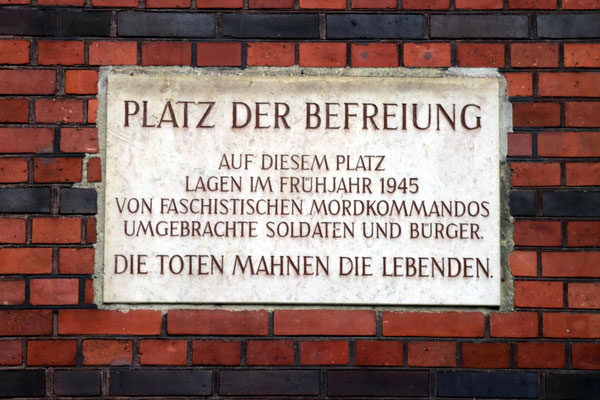 PLATZ DER BEFREIUNG
AUF DIESEM PLATZ
LAGEN IM FRÜHJAHR 1945
VON FASCHISTISCHEN MORDKOMMANDOS
UMGEBRACHTE SOLDATEN UND BÜRGER.
DIE TOTEN MAHNEN DIE LEBENDEN.